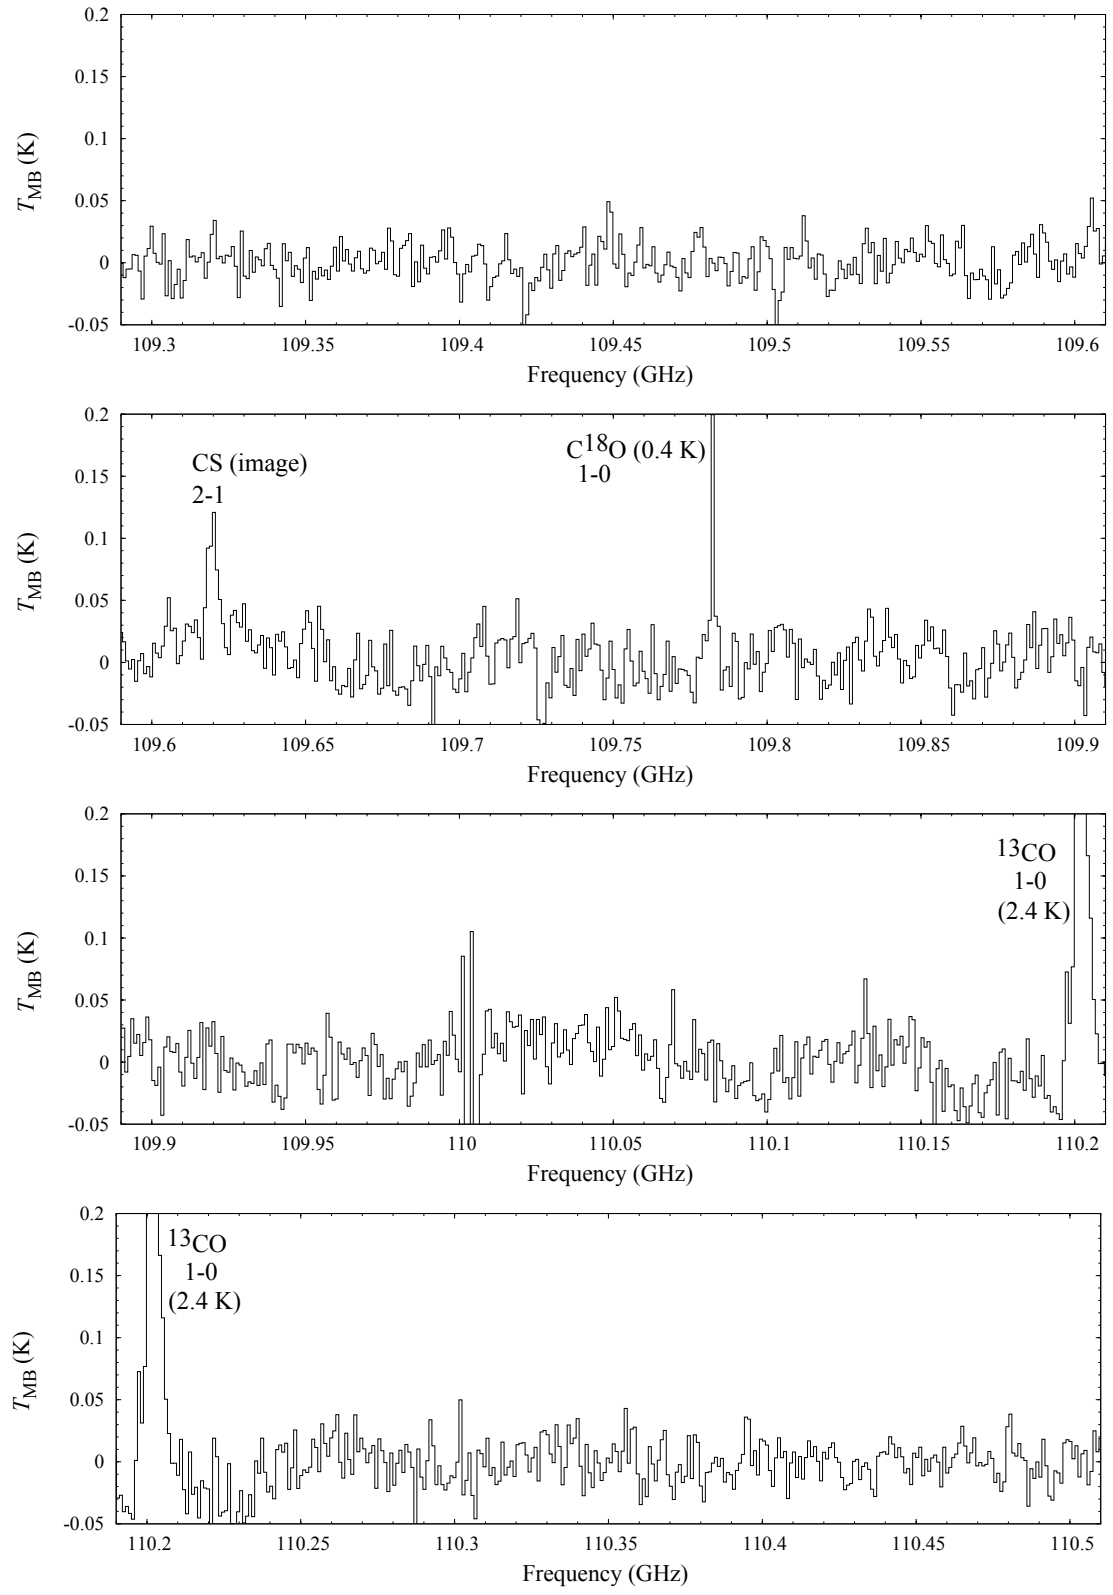 0.2
0.15
0.1
0.05
0
-0.05
T_MB (K)
109.3 109.35 109.4 109.45 109.5 109.55 109.6
Frequency (GHz)
0.2
0.15
0.1
0.05
0
-0.05
T_MB (K)
CS (image)
2-1
C¹⁸O (0.4 K)
1-0
109.6 109.65 109.7 109.75 109.8 109.85 109.9
Frequency (GHz)
0.2
0.15
0.1
0.05
0
-0.05
T_MB (K)
¹³CO
1-0
(2.4 K)
109.9 109.95 110 110.05 110.1 110.15 110.2
Frequency (GHz)
0.2
0.15
0.1
0.05
0
-0.05
T_MB (K)
¹³CO
1-0
(2.4 K)
110.2 110.25 110.3 110.35 110.4 110.45 110.5
Frequency (GHz)